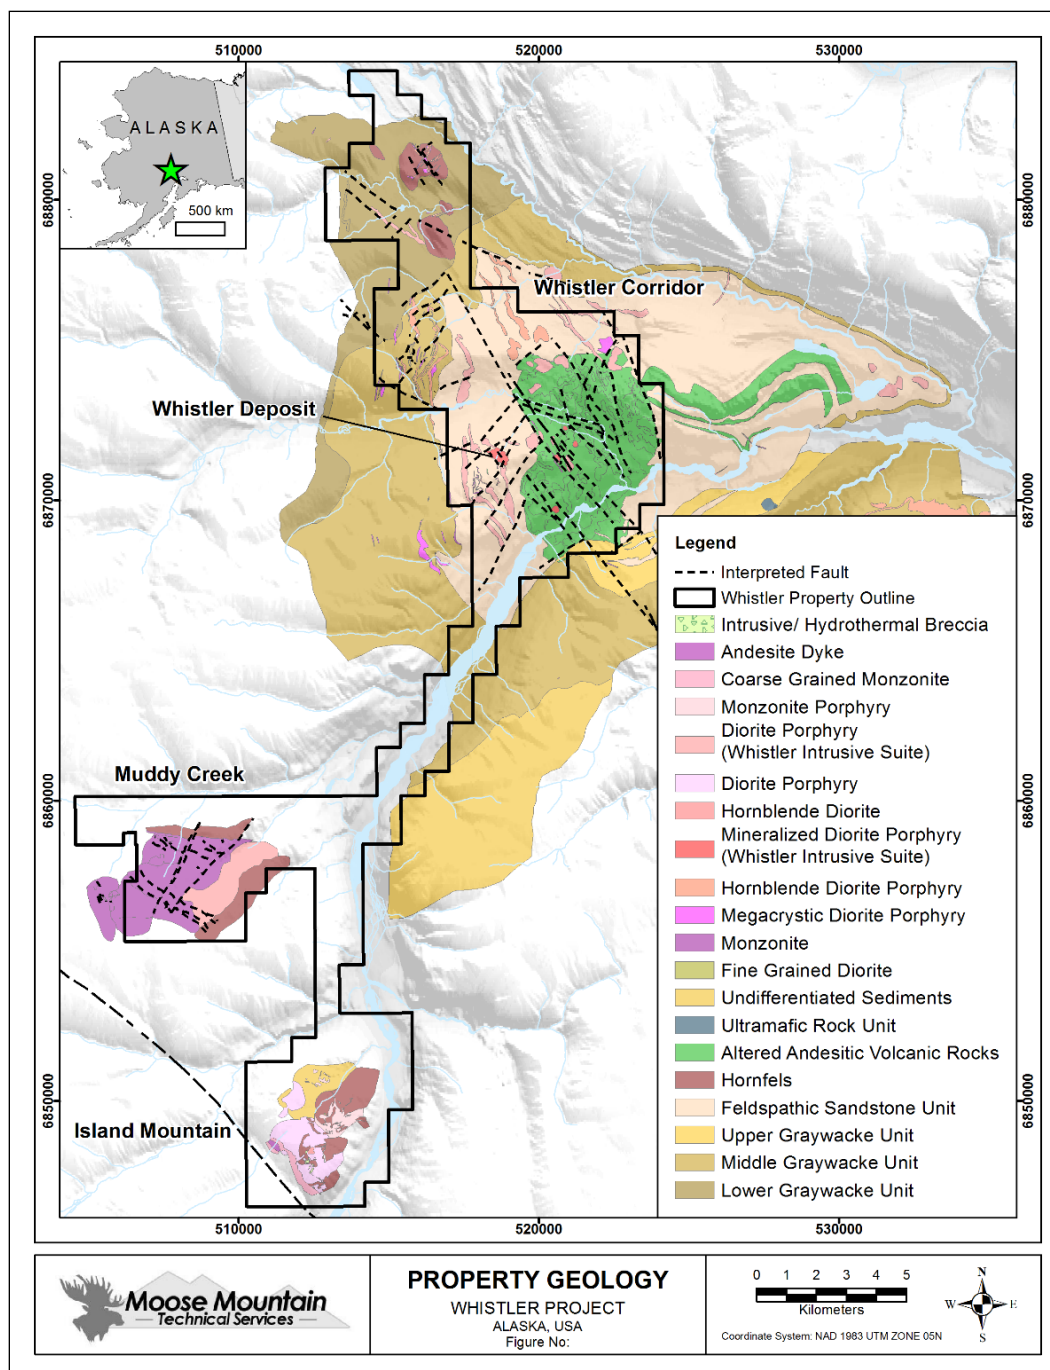 510000
520000
530000
ALASKA
500 km
6880000
6880000
Whistler Corridor
Whistler Deposit
6870000
6870000
Legend
Interpreted Fault
Whistler Property Outline
Intrusive/ Hydrothermal Breccia
Andesite Dyke
Coarse Grained Monzonite
Monzonite Porphyry
Diorite Porphyry
(Whistler Intrusive Suite)
Diorite Porphyry
Hornblende Diorite
Mineralized Diorite Porphyry
(Whistler Intrusive Suite)
Hornblende Diorite Porphyry
Megacrystic Diorite Porphyry
Monzonite
Fine Grained Diorite
Undifferentiated Sediments
Ultramafic Rock Unit
Altered Andesitic Volcanic Rocks
Hornfels
Feldspathic Sandstone Unit
Upper Graywacke Unit
Middle Graywacke Unit
Lower Graywacke Unit
Muddy Creek
6860000
6860000
Island Mountain
6850000
6850000
510000
520000
530000
Moose Mountain
Technical Services
PROPERTY GEOLOGY
WHISTLER PROJECT
ALASKA, USA
Figure No:
0 1 2 3 4 5
Kilometers
N
W E
S
Coordinate System: NAD 1983 UTM ZONE 05N